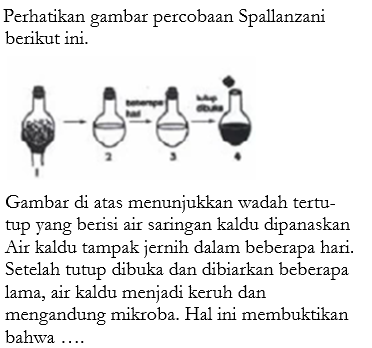 Perhatikan gambar percobaan Spallanzani
berikut ini.
beberapa
hari
tutup
dibuka
1
2
3
4
Gambar di atas menunjukkan wadah tertu-
tup yang berisi air saringan kaldu dipanaskan
Air kaldu tampak jernih dalam beberapa hari.
Setelah tutup dibuka dan dibiarkan beberapa
lama, air kaldu menjadi keruh dan
mengandung mikroba. Hal ini membuktikan
bahwa ....